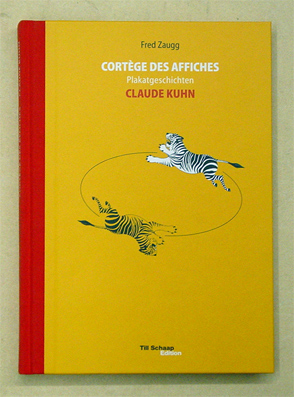 Fred Zaugg
CORTÈGE DES AFFICHES
Plakatgeschichten
CLAUDE KUHN
Till Schaap
Edition